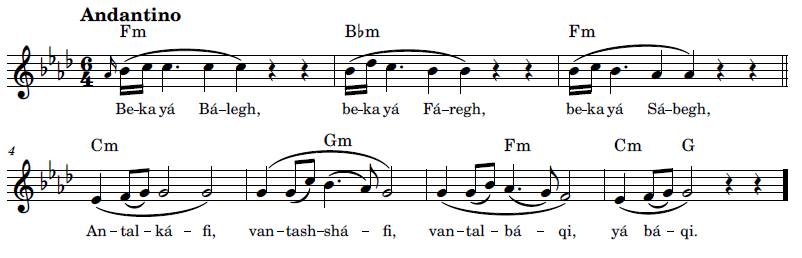 Andantino
Fm B♭m Fm
6
4
Be-ka yá Bá-legh, be-ka yá Fá-regh, be-ka yá Sá-begh,
4
Cm Gm Fm Cm G
An-tal-ká-fi, van-tash-shá-fi, van-tal-bá-qi, yá bá-qi.